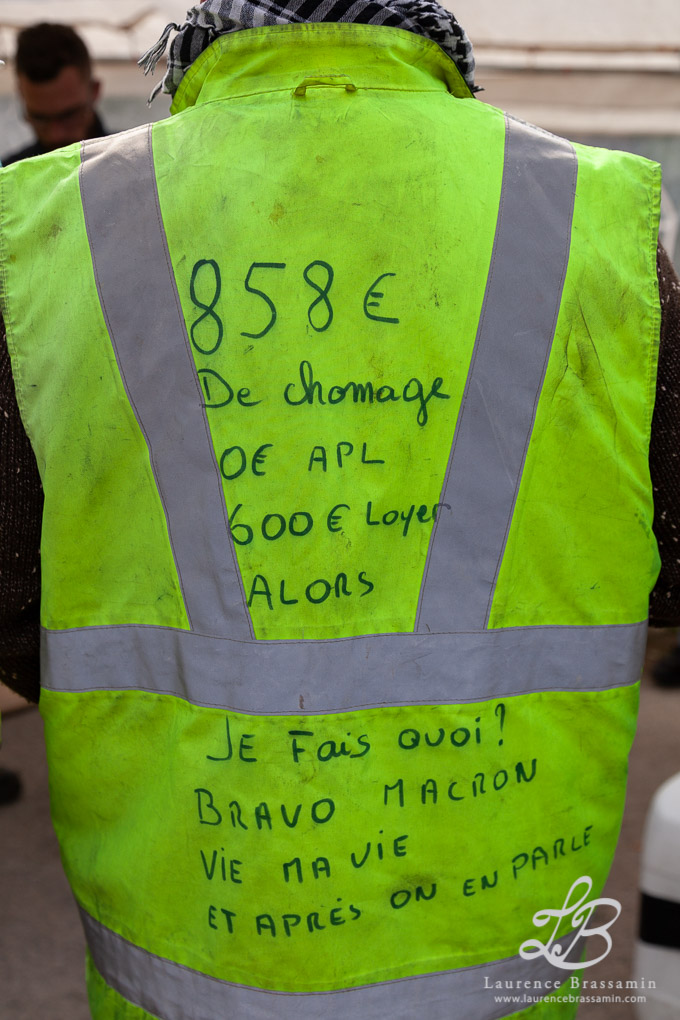 858 €
De chomage
0€ APL
600 € Loyer
ALORS
JE Fais quoi?
BRAVO MACRON
VIE MA VIE
ET APRÉS ON EN PARLE
LB
Laurence Brassamin
www.laurencebrassamin.com